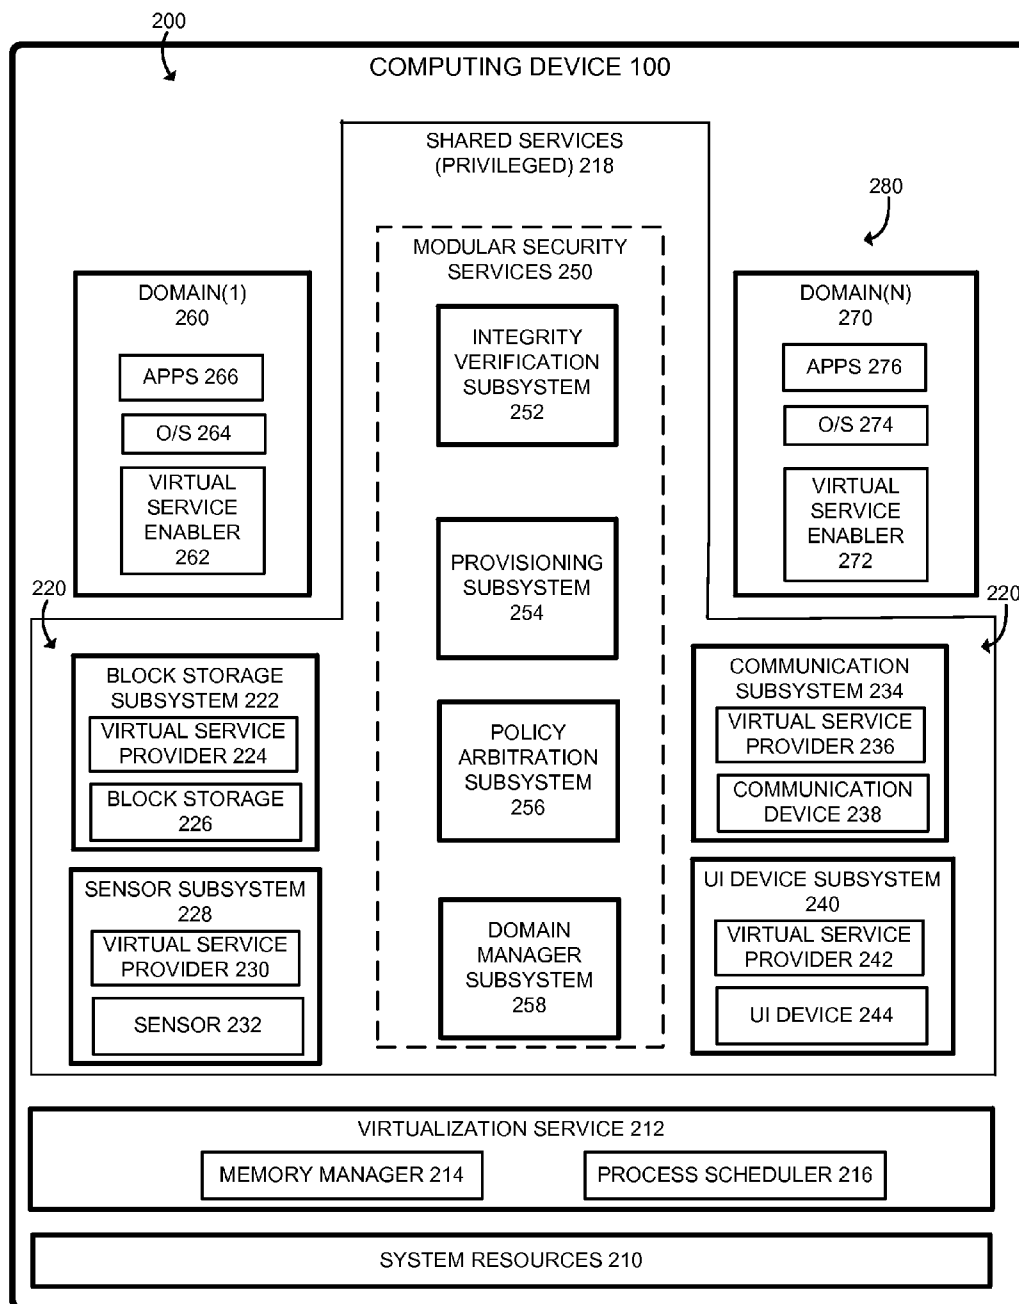 200
COMPUTING DEVICE 100
SHARED SERVICES
(PRIVILEGED) 218
280
MODULAR SECURITY
SERVICES 250
DOMAIN(1)
260
APPS 266
O/S 264
VIRTUAL
SERVICE
ENABLER
262
INTEGRITY
VERIFICATION
SUBSYSTEM
252
DOMAIN(N)
270
APPS 276
O/S 274
VIRTUAL
SERVICE
ENABLER
272
PROVISIONING
SUBSYSTEM
254
220
220
BLOCK STORAGE
SUBSYSTEM 222
VIRTUAL SERVICE
PROVIDER 224
BLOCK STORAGE
226
POLICY
ARBITRATION
SUBSYSTEM
256
COMMUNICATION
SUBSYSTEM 234
VIRTUAL SERVICE
PROVIDER 236
COMMUNICATION
DEVICE 238
SENSOR SUBSYSTEM
228
VIRTUAL SERVICE
PROVIDER 230
SENSOR 232
DOMAIN
MANAGER
SUBSYSTEM
258
UI DEVICE SUBSYSTEM
240
VIRTUAL SERVICE
PROVIDER 242
UI DEVICE 244
VIRTUALIZATION SERVICE 212
MEMORY MANAGER 214
PROCESS SCHEDULER 216
SYSTEM RESOURCES 210